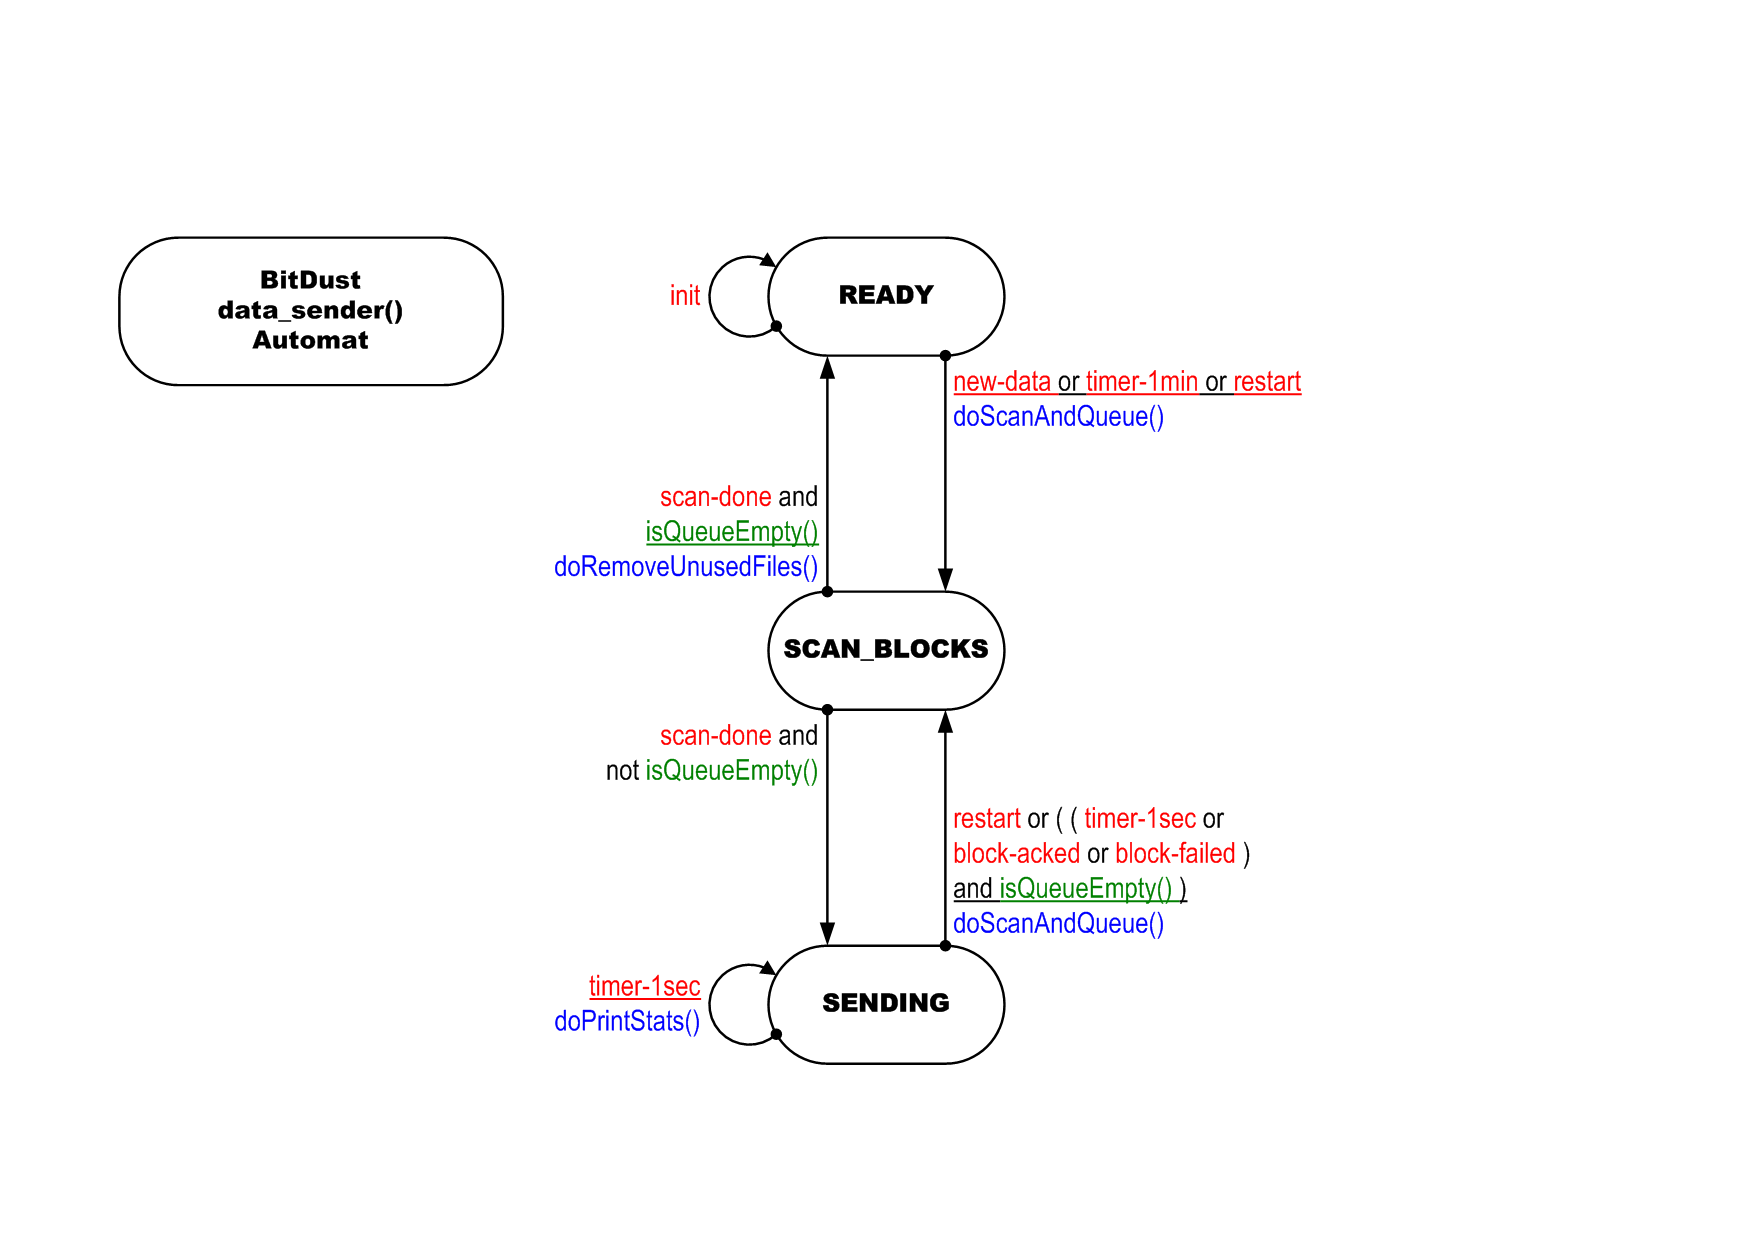 BitDust
data_sender()
Automat
init
READY
new-data or timer-1min or restart
doScanAndQueue()
scan-done and
isQueueEmpty()
doRemoveUnusedFiles()
SCAN_BLOCKS
scan-done and
not isQueueEmpty()
restart or ( ( timer-1sec or
block-acked or block-failed )
and isQueueEmpty() )
doScanAndQueue()
timer-1sec
doPrintStats()
SENDING